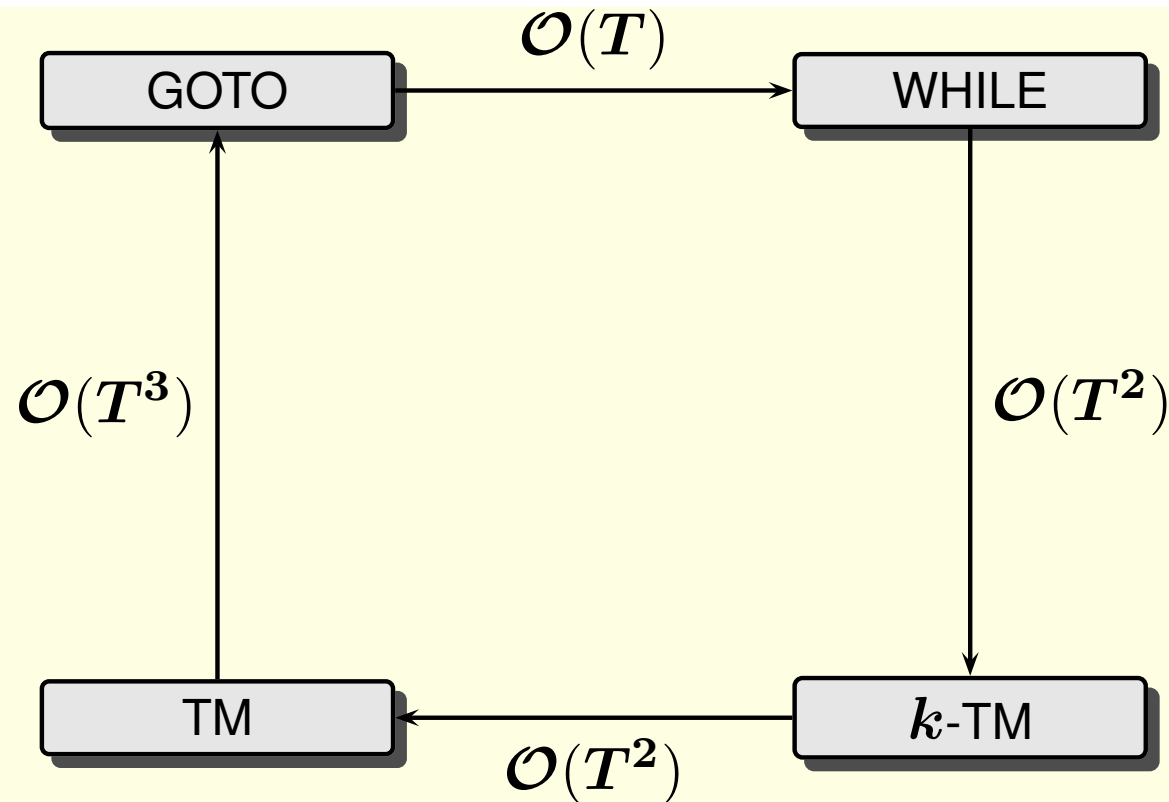 𝒪(T)
GOTO
WHILE
𝒪(T³)
𝒪(T²)
TM
k-TM
𝒪(T²)